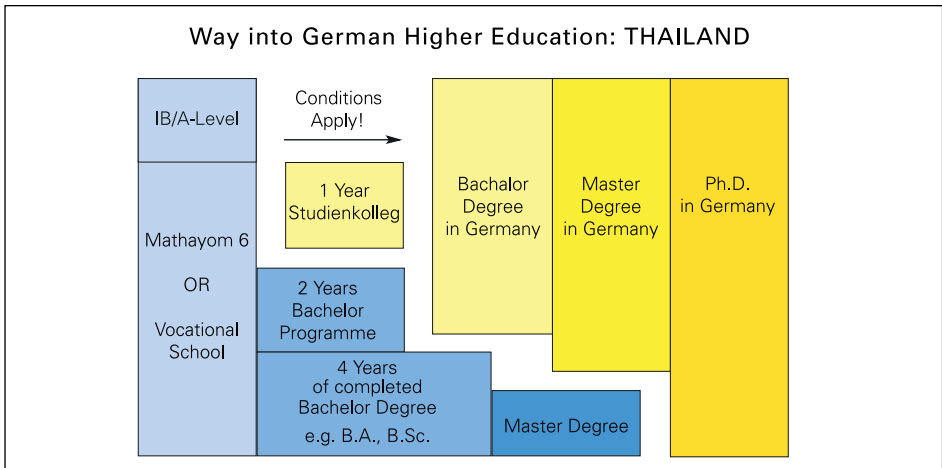 Way into German Higher Education: THAILAND
IB/A-Level
Conditions
Apply!
1 Year
Studienkolleg
Mathayom 6
OR
Vocational
School
2 Years
Bachelor
Programme
4 Years
of completed
Bachelor Degree
e.g. B.A., B.Sc.
Master Degree
Bachalor
Degree
in Germany
Master
Degree
in Germany
Ph.D.
in Germany